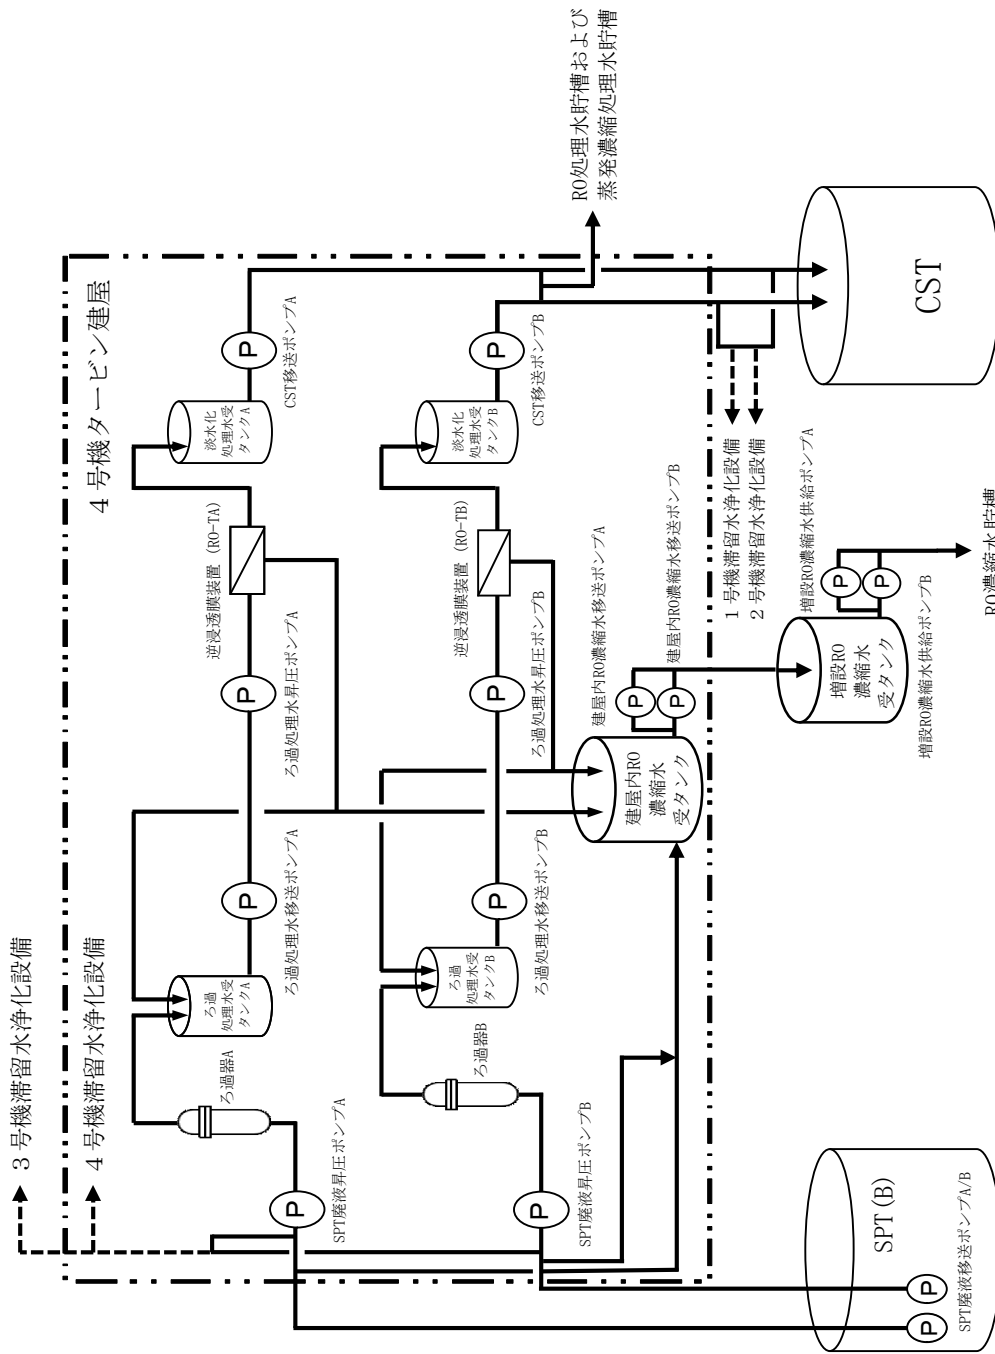 3号機滞留水浄化設備
4号機滞留水浄化設備
4号機タービン建屋
SPT廃液昇圧ポンプA
P
ろ過器A
ろ過
処理水受
タンクA
ろ過処理水移送ポンプA
P
ろ過処理水昇圧ポンプA
P
逆浸透膜装置 (RO-TA)
淡水化
処理水受
タンクA
CST移送ポンプA
P
SPT廃液昇圧ポンプB
P
ろ過器B
ろ過
処理水受
タンクB
ろ過処理水移送ポンプB
P
ろ過処理水昇圧ポンプB
P
逆浸透膜装置 (RO-TB)
淡水化
処理水受
タンクB
CST移送ポンプB
P
RO処理水貯槽および
蒸発濃縮処理水貯槽
建屋内RO
濃縮水
受タンク
建屋内RO濃縮水移送ポンプA
P
P
建屋内RO濃縮水移送ポンプB
1号機滞留水浄化設備
2号機滞留水浄化設備
増設RO
濃縮水
受タンク
増設RO濃縮水供給ポンプA
P
P
増設RO濃縮水供給ポンプB
RO濃縮水貯槽
SPT(B)
P
P
SPT廃液移送ポンプA/B
CST